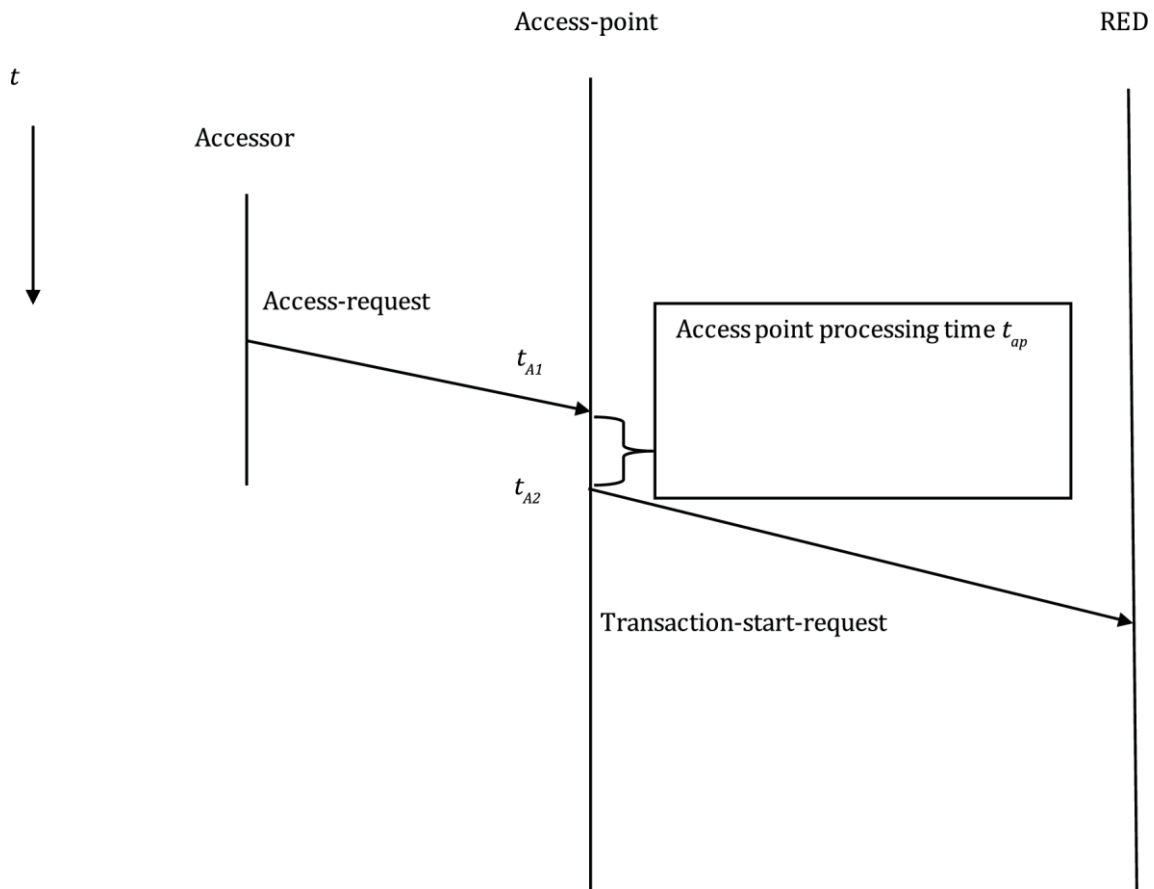 Access-point
RED
t
Accessor
Access-request
Access point processing time t_ap
t_A1
t_A2
Transaction-start-request